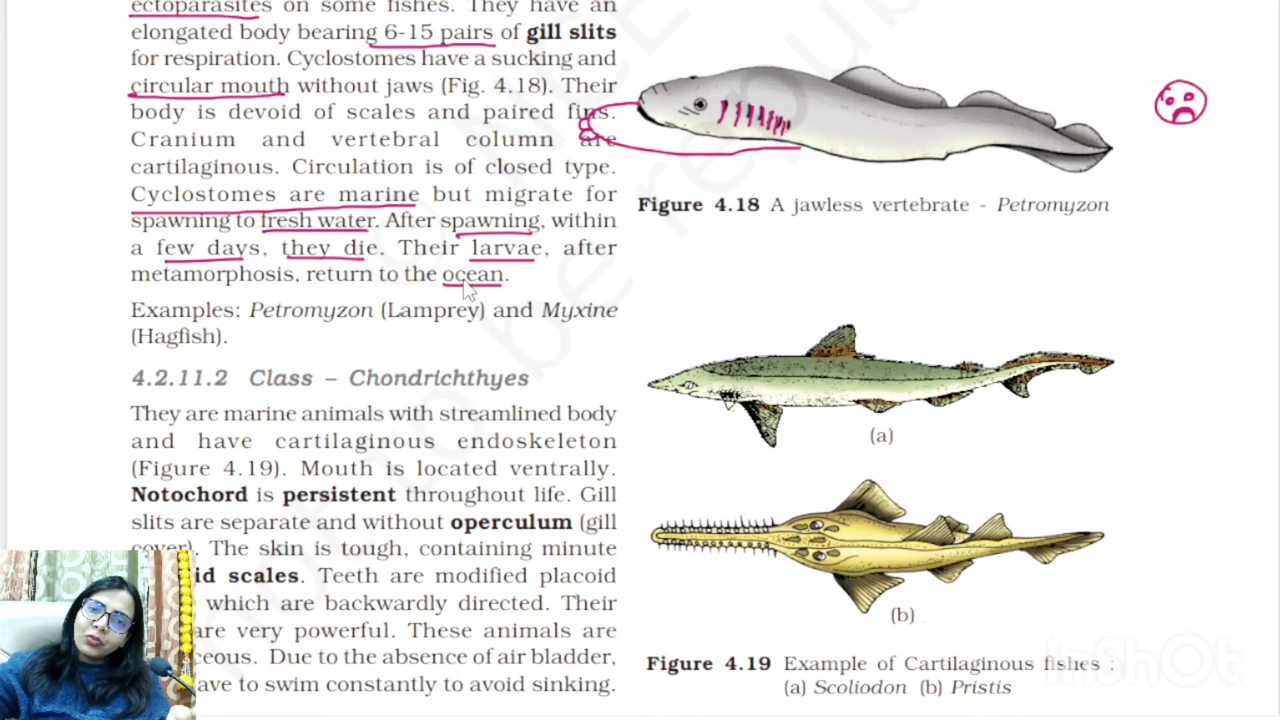 ectoparasites on some fishes. They have an
elongated body bearing 6-15 pairs of gill slits
for respiration. Cyclostomes have a sucking and
circular mouth without jaws (Fig. 4.18). Their
body is devoid of scales and paired fins.
Cranium and vertebral column are
cartilaginous. Circulation is of closed type.
Cyclostomes are marine but migrate for
spawning to fresh water. After spawning, within
a few days, they die. Their larvae, after
metamorphosis, return to the ocean.
Examples: Petromyzon (Lamprey) and Myxine
(Hagfish).
4.2.11.2 Class – Chondrichthyes
They are marine animals with streamlined body
and have cartilaginous endoskeleton
(Figure 4.19). Mouth is located ventrally.
Notochord is persistent throughout life. Gill
slits are separate and without operculum (gill
cover). The skin is tough, containing minute
scales. Teeth are modified placoid
which are backwardly directed. Their
are very powerful. These animals are
Due to the absence of air bladder,
have to swim constantly to avoid sinking.
Figure 4.18 A jawless vertebrate - Petromyzon
(a)
(b)
Figure 4.19 Example of Cartilaginous fishes :
(a) Scoliodon (b) Pristis
InShOt